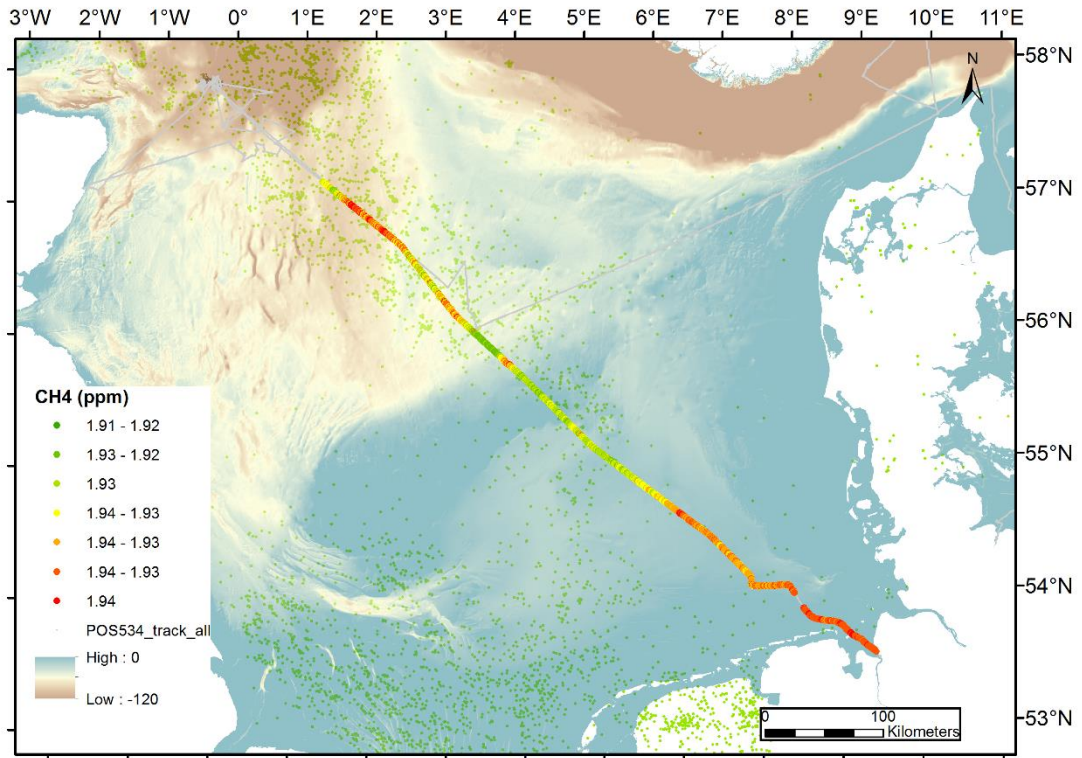 3°W 2°W 1°W 0° 1°E 2°E 3°E 4°E 5°E 6°E 7°E 8°E 9°E 10°E 11°E
58°N
N
57°N
56°N
CH4 (ppm)
1.91 - 1.92
1.93 - 1.92
55°N
1.93
1.94 - 1.93
1.94 - 1.93
1.94 - 1.93
54°N
1.94
POS534_track_all
High : 0
Low : -120
53°N
0 100
Kilometers